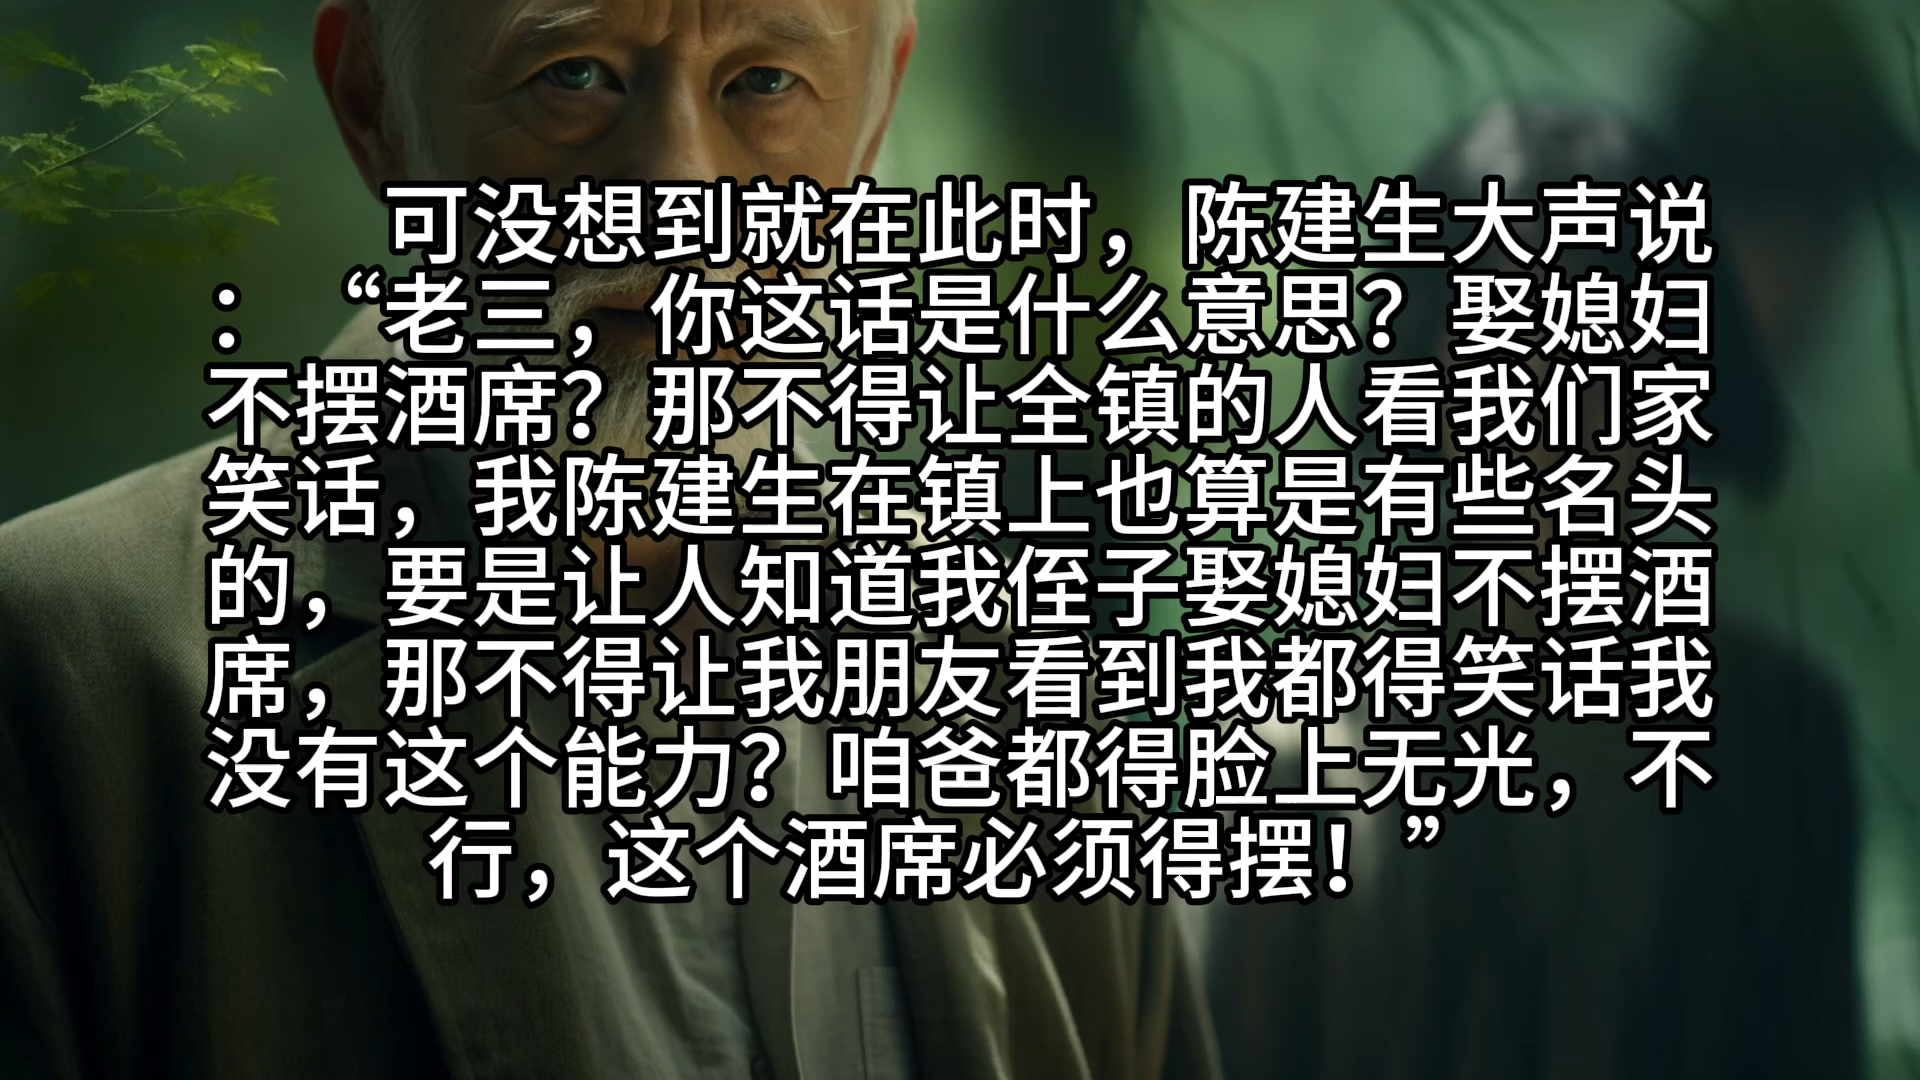 可没想到就在此时，陈建生大声说
：“老三，你这话是什么意思？娶媳妇
不摆酒席？那不得让全镇的人看我们家
笑话，我陈建生在镇上也算是有些名头
的，要是让人知道我侄子娶媳妇不摆酒
席，那不得让我朋友看到我都得笑话我
没有这个能力？咱爸都得脸上无光，不
行，这个酒席必须得摆！”